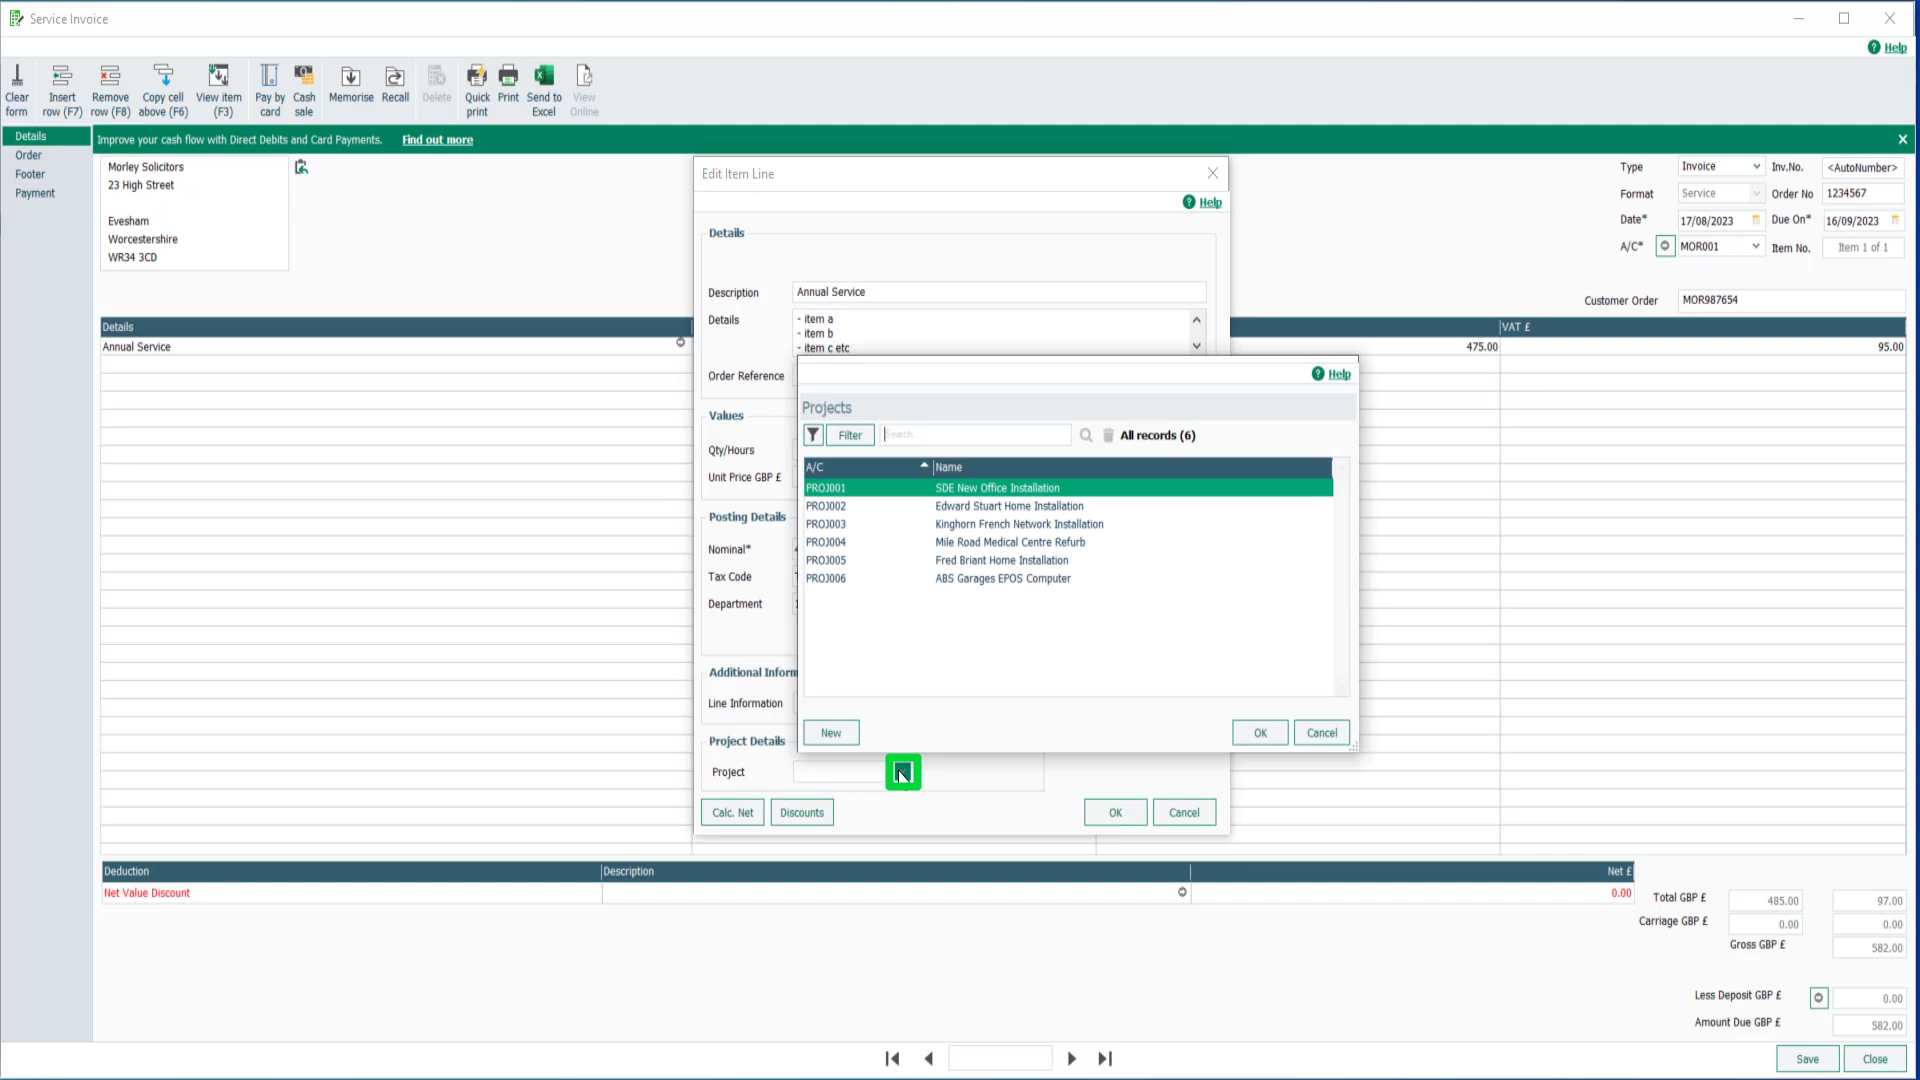 Service Invoice
Help
Clear form
Insert row (F7)
Remove row (F8)
Copy cell above (F6)
View item (F3)
Pay by card
Cash sale
Memorise
Recall
Delete
Quick print
Print
Send to Excel
View Online
Details
Order
Footer
Payment
Improve your cash flow with Direct Debits and Card Payments. Find out more
Morley Solicitors
23 High Street
Evesham
Worcestershire
WR34 3CD
Type Invoice Inv.No. <AutoNumber>
Format Service Order No 1234567
Date* 17/08/2023 Due On* 16/09/2023
A/C* MOR001 Item No. Item 1 of 1
Customer Order MOR987654
Details VAT £
Annual Service 475.00 95.00
Edit Item Line
Help
Details
Description Annual Service
Details - item a
- item b
- item c etc
Order Reference
Values
Qty/Hours
Unit Price GBP £
Posting Details
Nominal*
Tax Code
Department
Additional Inform
Line Information
Project Details
Project
Calc. Net Discounts OK Cancel
Help
Projects
Filter Search... All records (6)
A/C Name
PROJ001 SDE New Office Installation
PROJ002 Edward Stuart Home Installation
PROJ003 Kinghorn French Network Installation
PROJ004 Mile Road Medical Centre Refurb
PROJ005 Fred Briant Home Installation
PROJ006 ABS Garages EPOS Computer
New OK Cancel
Deduction Description Net £
Net Value Discount 0.00
Total GBP £ 485.00 97.00
Carriage GBP £ 0.00 0.00
Gross GBP £ 582.00
Less Deposit GBP £ 0.00
Amount Due GBP £ 582.00
Save Close